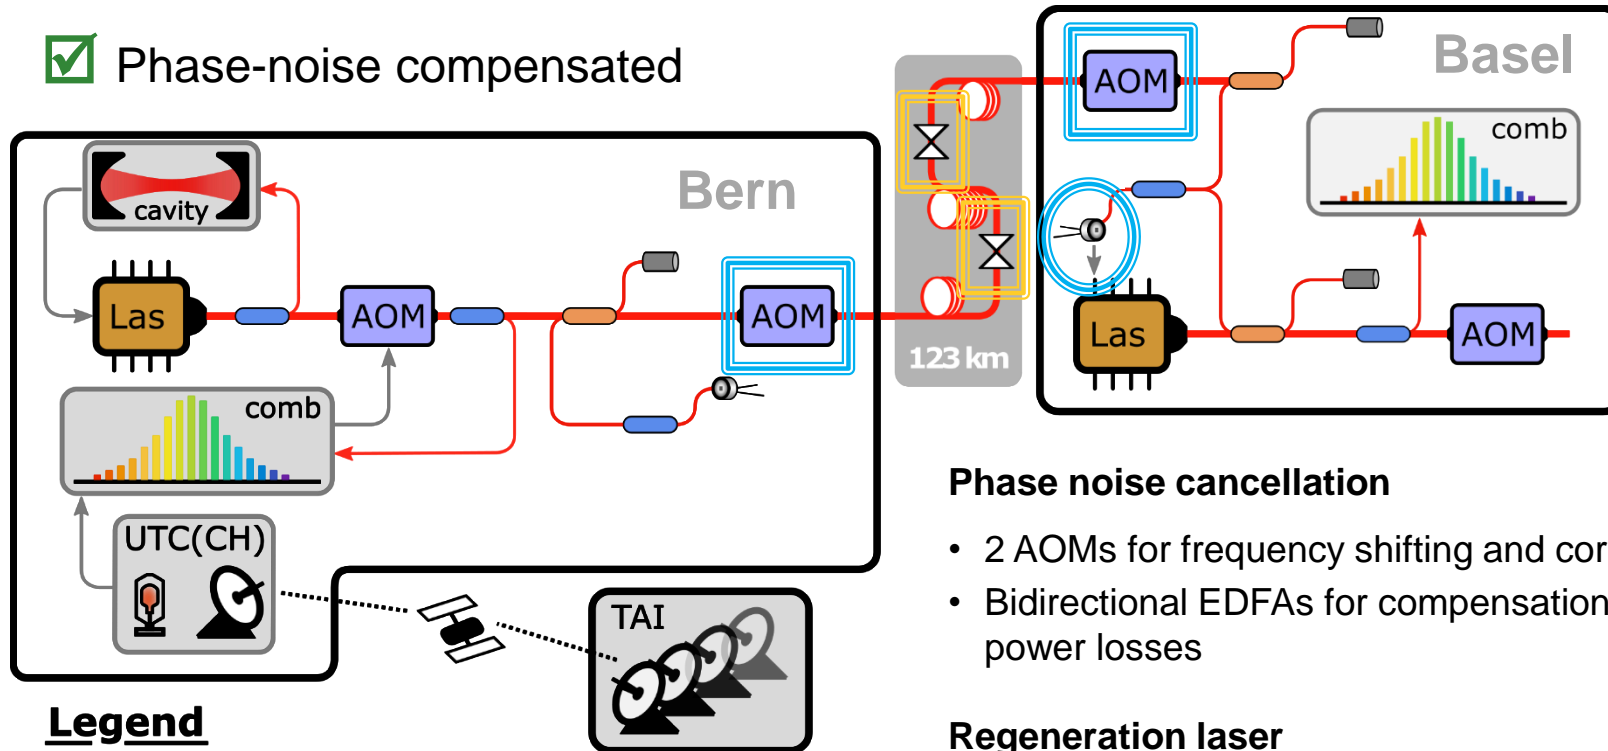 Phase-noise compensated
Bern
cavity
Las
AOM
AOM
comb
UTC(CH)
TAI
Legend
123 km
Basel
AOM
comb
Las
AOM
Phase noise cancellation
• 2 AOMs for frequency shifting and cor
• Bidirectional EDFAs for compensation
power losses
Regeneration laser